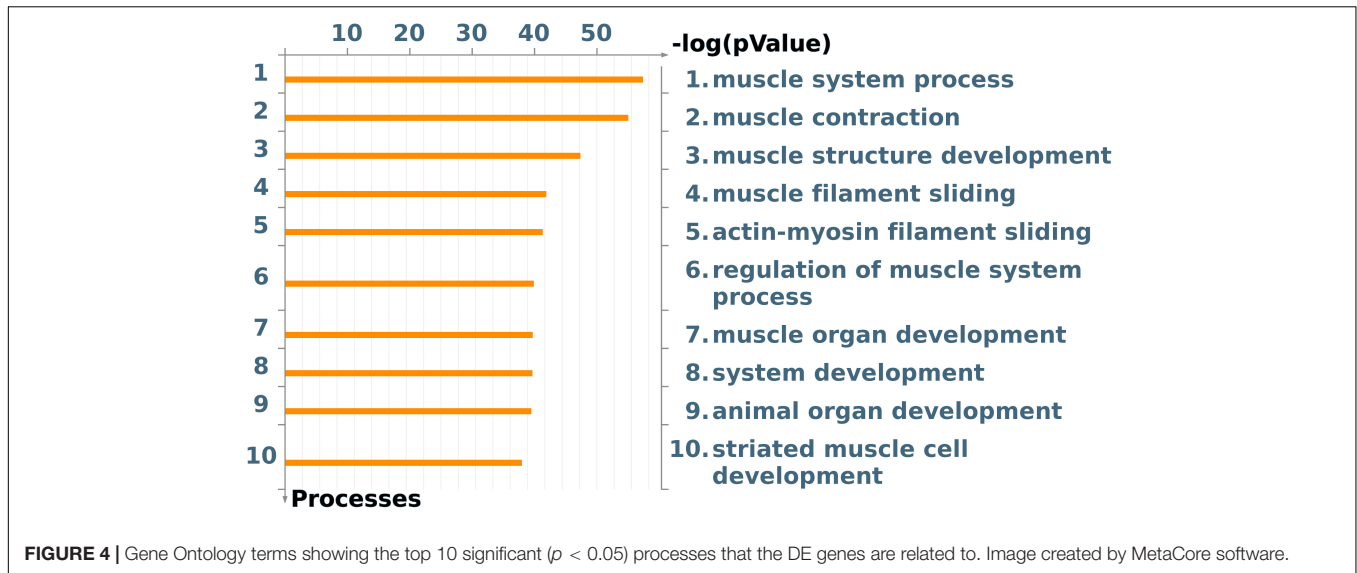 10 20 30 40 50
-log(pValue)
1 1. muscle system process
2 2. muscle contraction
3 3. muscle structure development
4 4. muscle filament sliding
5 5. actin-myosin filament sliding
6 6. regulation of muscle system
process
7 7. muscle organ development
8 8. system development
9 9. animal organ development
10 10. striated muscle cell
development
Processes
FIGURE 4 | Gene Ontology terms showing the top 10 significant (p < 0.05) processes that the DE genes are related to. Image created by MetaCore software.